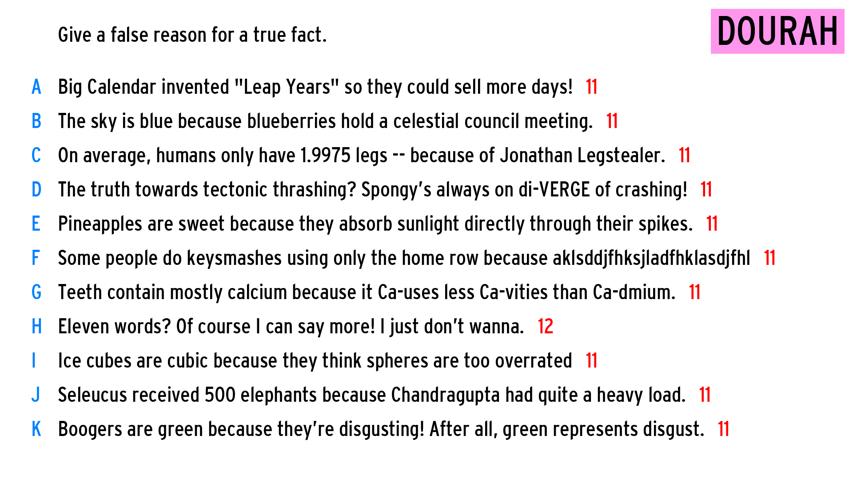 Give a false reason for a true fact.
DOURAH
A Big Calendar invented "Leap Years" so they could sell more days! 11
B The sky is blue because blueberries hold a celestial council meeting. 11
C On average, humans only have 1.9975 legs -- because of Jonathan Legstealer. 11
D The truth towards tectonic thrashing? Spongy's always on di-VERGE of crashing! 11
E Pineapples are sweet because they absorb sunlight directly through their spikes. 11
F Some people do keysmashes using only the home row because aklsddjfhksjladfhklasdjfhl 11
G Teeth contain mostly calcium because it Ca-uses less Ca-vities than Ca-dmium. 11
H Eleven words? Of course I can say more! I just don't wanna. 12
I Ice cubes are cubic because they think spheres are too overrated 11
J Seleucus received 500 elephants because Chandragupta had quite a heavy load. 11
K Boogers are green because they're disgusting! After all, green represents disgust. 11